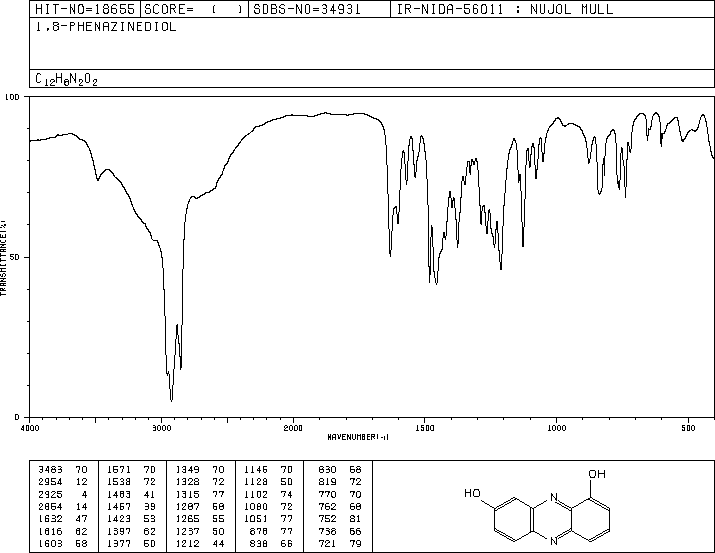 HIT-NO=18655 SCORE= ( ) SDBS-NO=34931 IR-NIDA-56011 : NUJOL MULL
1,8-PHENAZINEDIOL
C12H8N2O2
100
50
0
TRANSMITTANCE(%)
4000 3000 2000 1500 1000 500
WAVENUMBER(-1)
3483 70 1571 70 1349 70 1146 70 830 68
2954 12 1538 72 1328 72 1128 50 819 72
2925 4 1483 41 1315 77 1102 74 770 70
2854 14 1457 39 1287 58 1080 72 762 68
1632 47 1423 53 1265 55 1051 77 752 81
1616 62 1397 62 1237 50 878 77 738 66
1603 58 1377 50 1212 44 838 66 721 79
OH
HO
N
N